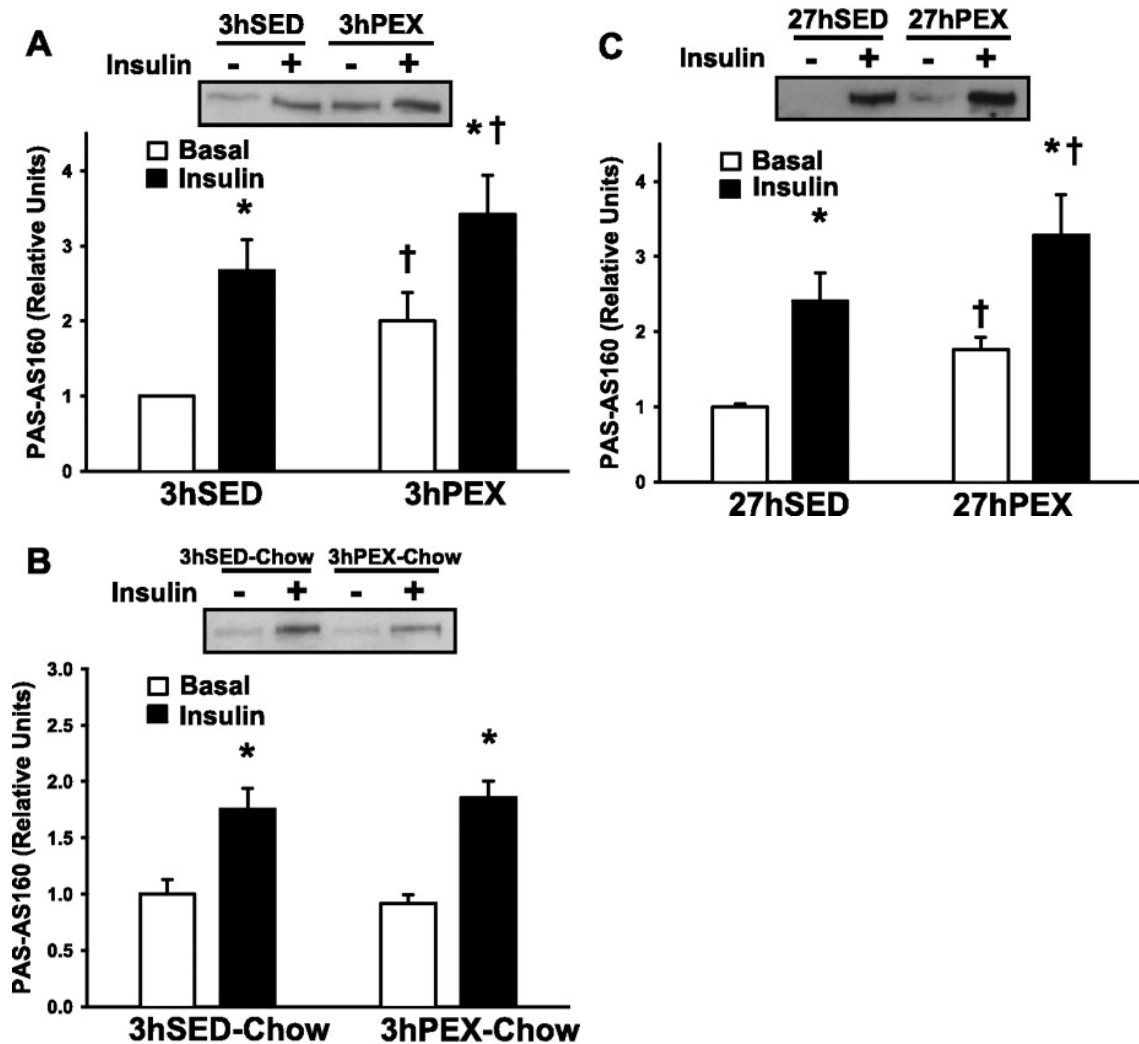 A
3hSED 3hPEX
Insulin - + - +
PAS-AS160 (Relative Units)
Basal
Insulin
4
3
2
1
0
*
†
* †
3hSED 3hPEX
B
3hSED-Chow 3hPEX-Chow
Insulin - + - +
PAS-AS160 (Relative Units)
Basal
Insulin
3.0
2.5
2.0
1.5
1.0
0.5
0.0
*
*
3hSED-Chow 3hPEX-Chow
C
27hSED 27hPEX
Insulin - + - +
PAS-AS160 (Relative Units)
Basal
Insulin
4
3
2
1
0
*
†
* †
27hSED 27hPEX